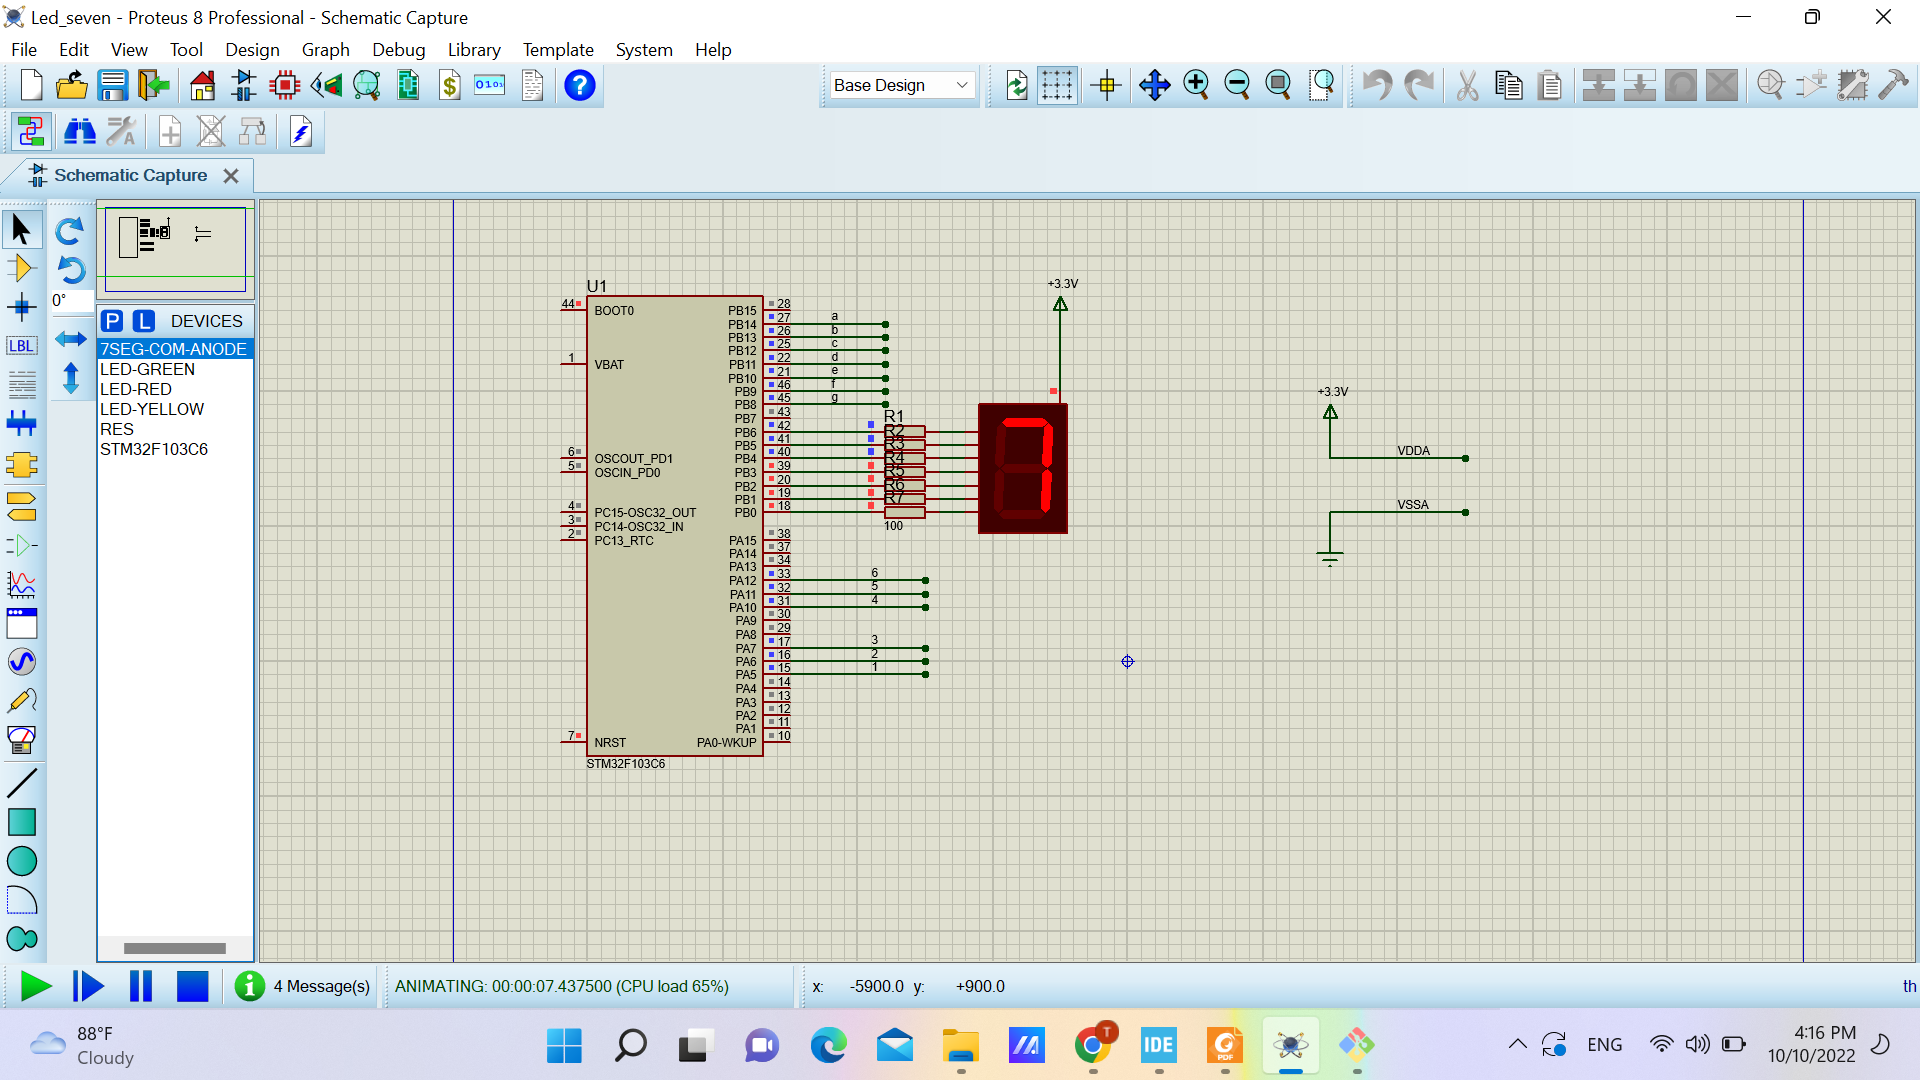 Led_seven - Proteus 8 Professional - Schematic Capture
File Edit View Tool Design Graph Debug Library Template System Help
Base Design
Schematic Capture
0°
P L DEVICES
7SEG-COM-ANODE
LED-GREEN
LED-RED
LED-YELLOW
RES
STM32F103C6
LBL
U1
44 BOOT0
1 VBAT
6 OSCOUT_PD1
5 OSCIN_PD0
4 PC15-OSC32_OUT
3 PC14-OSC32_IN
2 PC13_RTC
7 NRST
PB15 28
PB14 27 a
PB13 26 b
PB12 25 c
PB11 22 d
PB10 21 e
PB9 46 f
PB8 45 g
PB7 43
PB6 42
PB5 41
PB4 40
PB3 39
PB2 20
PB1 19
PB0 18
PA15 38
PA14 37
PA13 34
PA12 33 6
PA11 32 5
PA10 31 4
PA9 30
PA8 29
PA7 17 3
PA6 16 2
PA5 15 1
PA4 14
PA3 13
PA2 12
PA1 11
PA0-WKUP 10
STM32F103C6
R1
R2
R3
R4
R5
R6
R7
100
+3.3V
7
+3.3V
VDDA
VSSA
4 Message(s)
ANIMATING: 00:00:07.437500 (CPU load 65%)
x: -5900.0 y: +900.0
th
88°F
Cloudy
T
IDE
PDF
ENG
4:16 PM
10/10/2022